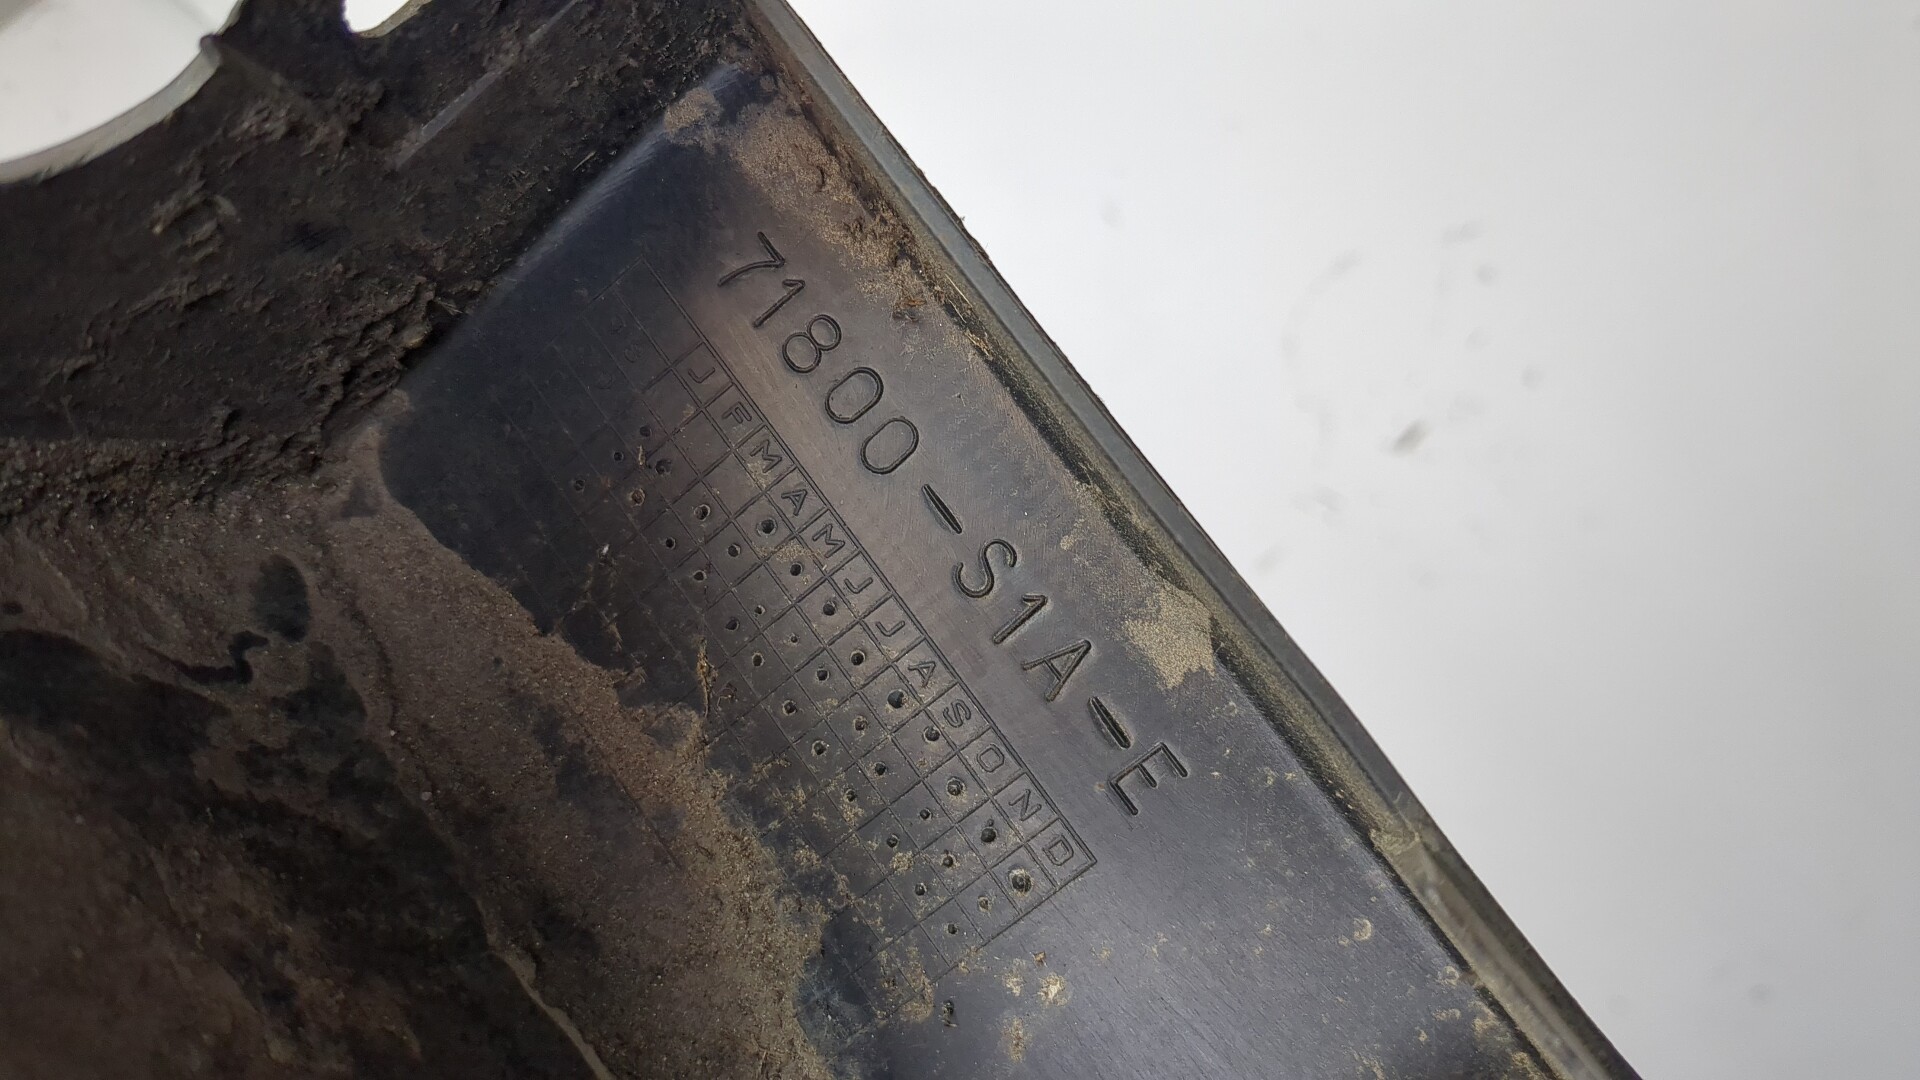 71800-S1A-E
J F M A M J J A S O N D